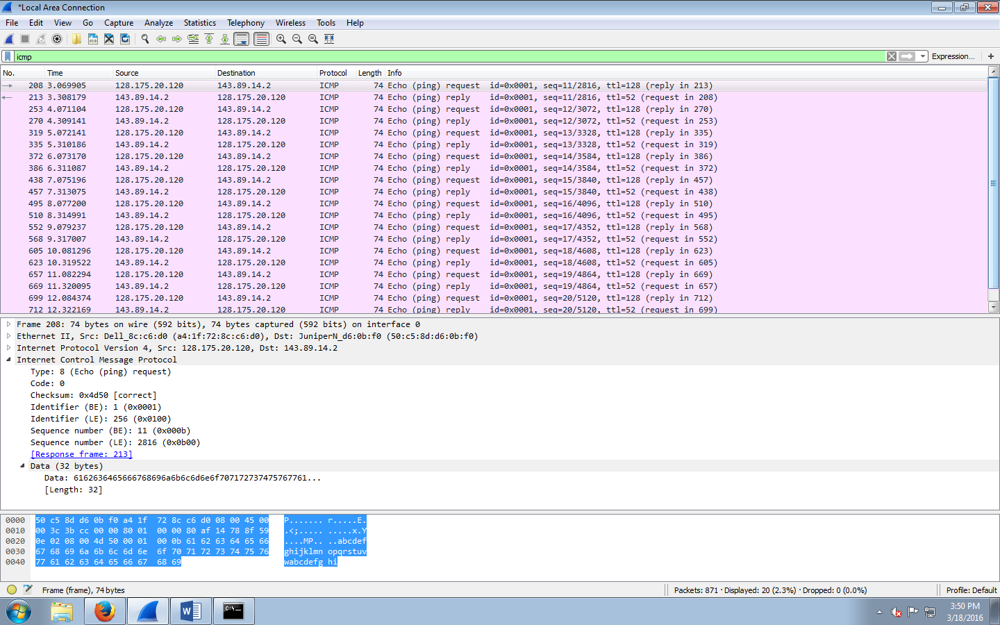 *Local Area Connection
File Edit View Go Capture Analyze Statistics Telephony Wireless Tools Help
icmp Expression... +
No. Time Source Destination Protocol Length Info
208 3.069905 128.175.20.120 143.89.14.2 ICMP 74 Echo (ping) request id=0x0001, seq=11/2816, ttl=128 (reply in 213)
213 3.308179 143.89.14.2 128.175.20.120 ICMP 74 Echo (ping) reply id=0x0001, seq=11/2816, ttl=52 (request in 208)
253 4.071104 128.175.20.120 143.89.14.2 ICMP 74 Echo (ping) request id=0x0001, seq=12/3072, ttl=128 (reply in 270)
270 4.309141 143.89.14.2 128.175.20.120 ICMP 74 Echo (ping) reply id=0x0001, seq=12/3072, ttl=52 (request in 253)
319 5.072141 128.175.20.120 143.89.14.2 ICMP 74 Echo (ping) request id=0x0001, seq=13/3328, ttl=128 (reply in 335)
335 5.310186 143.89.14.2 128.175.20.120 ICMP 74 Echo (ping) reply id=0x0001, seq=13/3328, ttl=52 (request in 319)
372 6.073170 128.175.20.120 143.89.14.2 ICMP 74 Echo (ping) request id=0x0001, seq=14/3584, ttl=128 (reply in 386)
386 6.311087 143.89.14.2 128.175.20.120 ICMP 74 Echo (ping) reply id=0x0001, seq=14/3584, ttl=52 (request in 372)
438 7.075196 128.175.20.120 143.89.14.2 ICMP 74 Echo (ping) request id=0x0001, seq=15/3840, ttl=128 (reply in 457)
457 7.313075 143.89.14.2 128.175.20.120 ICMP 74 Echo (ping) reply id=0x0001, seq=15/3840, ttl=52 (request in 438)
495 8.077200 128.175.20.120 143.89.14.2 ICMP 74 Echo (ping) request id=0x0001, seq=16/4096, ttl=128 (reply in 510)
510 8.314991 143.89.14.2 128.175.20.120 ICMP 74 Echo (ping) reply id=0x0001, seq=16/4096, ttl=52 (request in 495)
552 9.079237 128.175.20.120 143.89.14.2 ICMP 74 Echo (ping) request id=0x0001, seq=17/4352, ttl=128 (reply in 568)
568 9.317007 143.89.14.2 128.175.20.120 ICMP 74 Echo (ping) reply id=0x0001, seq=17/4352, ttl=52 (request in 552)
605 10.081296 128.175.20.120 143.89.14.2 ICMP 74 Echo (ping) request id=0x0001, seq=18/4608, ttl=128 (reply in 623)
623 10.319522 143.89.14.2 128.175.20.120 ICMP 74 Echo (ping) reply id=0x0001, seq=18/4608, ttl=52 (request in 605)
657 11.082294 128.175.20.120 143.89.14.2 ICMP 74 Echo (ping) request id=0x0001, seq=19/4864, ttl=128 (reply in 669)
669 11.320095 143.89.14.2 128.175.20.120 ICMP 74 Echo (ping) reply id=0x0001, seq=19/4864, ttl=52 (request in 657)
699 12.084374 128.175.20.120 143.89.14.2 ICMP 74 Echo (ping) request id=0x0001, seq=20/5120, ttl=128 (reply in 712)
712 12.322169 143.89.14.2 128.175.20.120 ICMP 74 Echo (ping) reply id=0x0001, seq=20/5120, ttl=52 (request in 699)
Frame 208: 74 bytes on wire (592 bits), 74 bytes captured (592 bits) on interface 0
Ethernet II, Src: Dell_8c:c6:d0 (a4:1f:72:8c:c6:d0), Dst: JuniperN_d6:0b:f0 (50:c5:8d:d6:0b:f0)
Internet Protocol Version 4, Src: 128.175.20.120, Dst: 143.89.14.2
Internet Control Message Protocol
Type: 8 (Echo (ping) request)
Code: 0
Checksum: 0x4d50 [correct]
Identifier (BE): 1 (0x0001)
Identifier (LE): 256 (0x0100)
Sequence number (BE): 11 (0x000b)
Sequence number (LE): 2816 (0x0b00)
[Response frame: 213]
Data (32 bytes)
Data: 6162636465666768696a6b6c6d6e6f707172737475767761...
[Length: 32]
0000 50 c5 8d d6 0b f0 a4 1f 72 8c c6 d0 08 00 45 00 P....... r.....E.
0010 00 3c 3b cc 00 00 80 01 00 00 80 af 14 78 8f 59 .<;..... .....x.Y
0020 0e 02 08 00 4d 50 00 01 00 0b 61 62 63 64 65 66 ....MP.. ..abcdef
0030 67 68 69 6a 6b 6c 6d 6e 6f 70 71 72 73 74 75 76 ghijklmn opqrstuv
0040 77 61 62 63 64 65 66 67 68 69 wabcdefg hi
Frame (frame), 74 bytes Packets: 871 · Displayed: 20 (2.3%) · Dropped: 0 (0.0%) Profile: Default
3:50 PM
3/18/2016